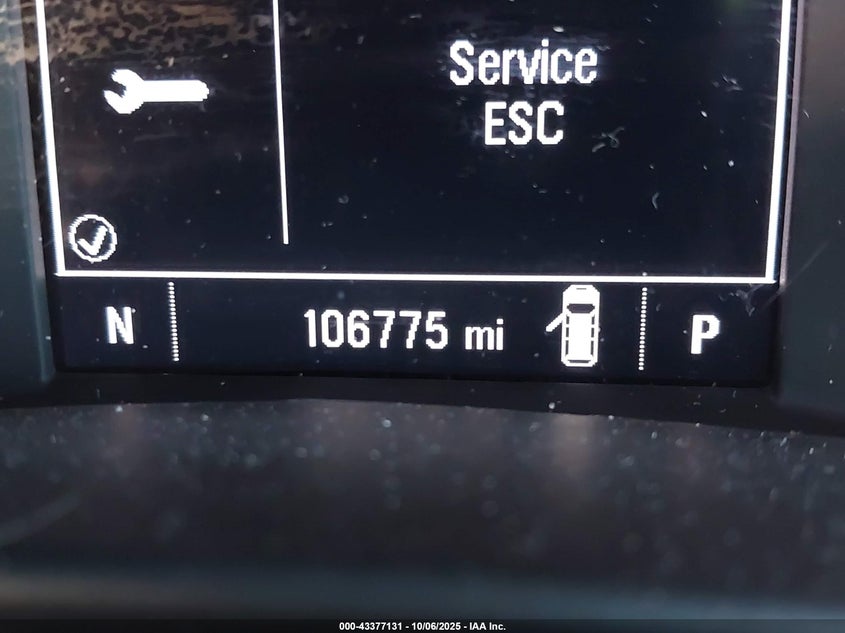 Service
ESC
N 106775 mi P
000-43377131 - 10/06/2025 - IAA Inc.